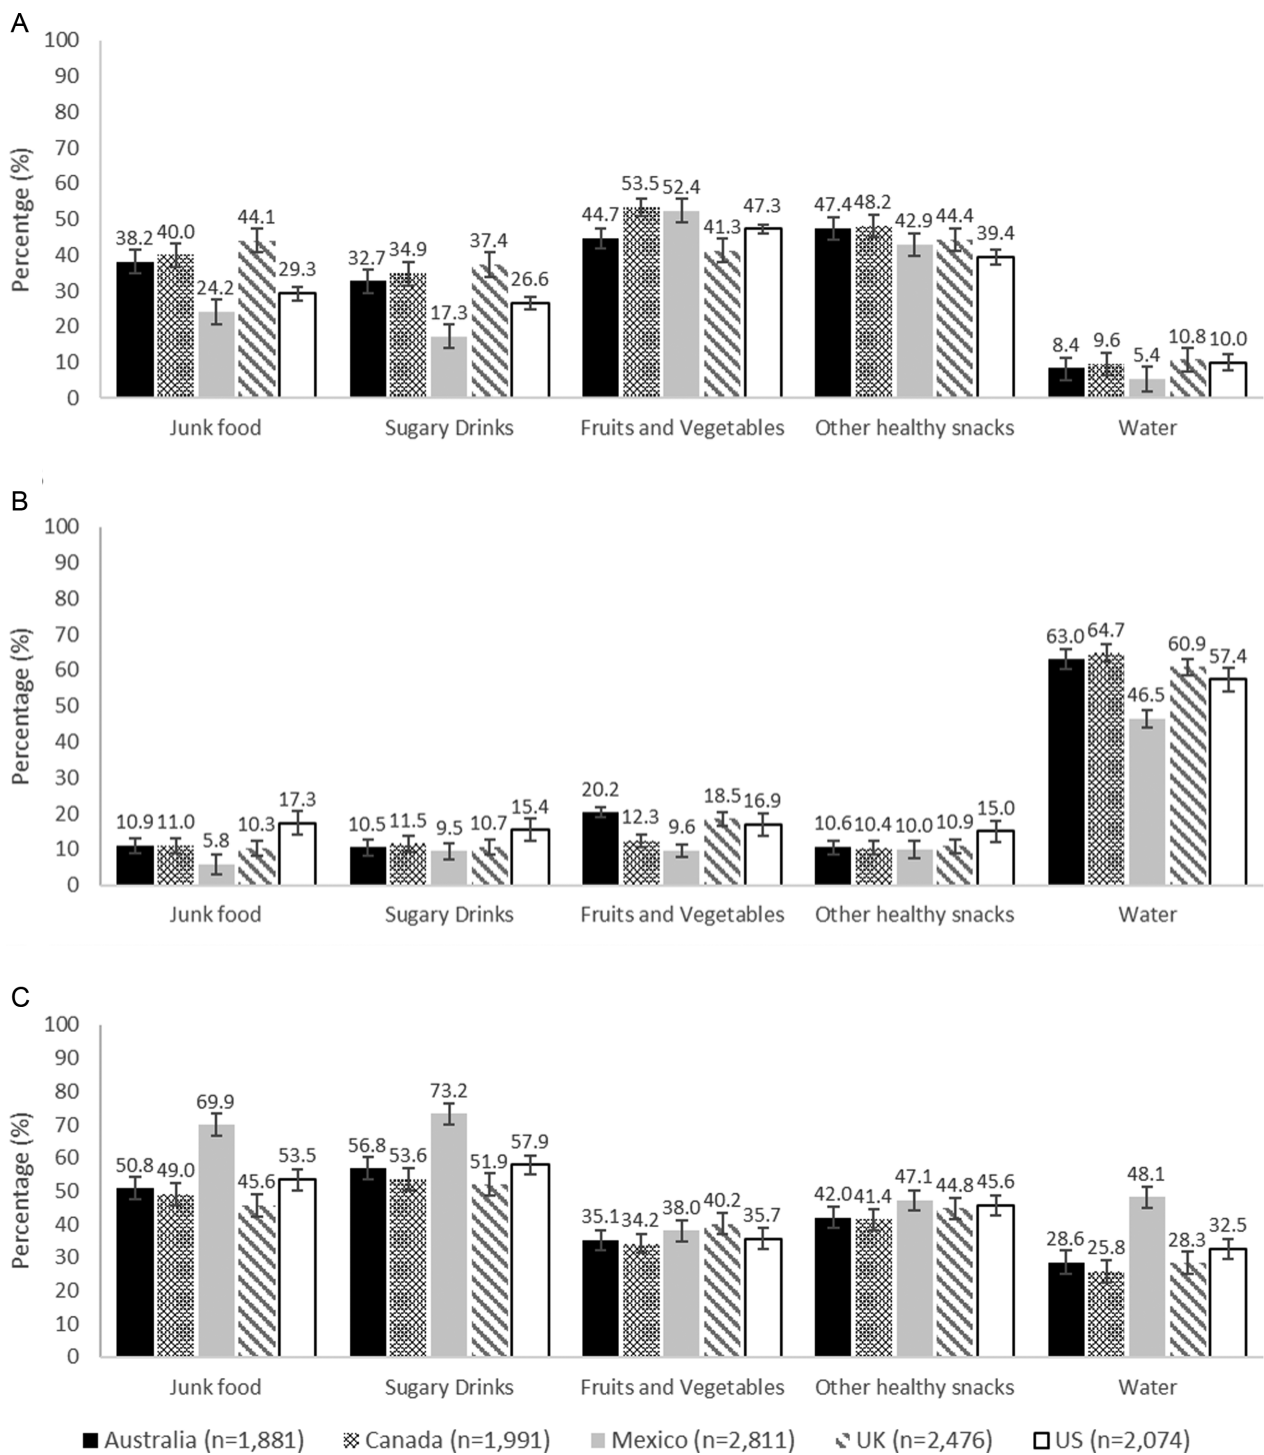 A
100
90
80
70
60
50
40
30
20
10
0
Percentge (%)
38.2 40.0 24.2 44.1 29.3
32.7 34.9 17.3 37.4 26.6
44.7 53.5 52.4 41.3 47.3
47.4 48.2 42.9 44.4 39.4
8.4 9.6 5.4 10.8 10.0
Junk food Sugary Drinks Fruits and Vegetables Other healthy snacks Water
B
100
90
80
70
60
50
40
30
20
10
0
Percentage (%)
10.9 11.0 5.8 10.3 17.3
10.5 11.5 9.5 10.7 15.4
20.2 12.3 9.6 18.5 16.9
10.6 10.4 10.0 10.9 15.0
63.0 64.7 46.5 60.9 57.4
Junk food Sugary Drinks Fruits and Vegetables Other healthy snacks Water
C
100
90
80
70
60
50
40
30
20
10
0
Percentage (%)
50.8 49.0 69.9 45.6 53.5
56.8 53.6 73.2 51.9 57.9
35.1 34.2 38.0 40.2 35.7
42.0 41.4 47.1 44.8 45.6
28.6 25.8 48.1 28.3 32.5
Junk food Sugary Drinks Fruits and Vegetables Other healthy snacks Water
Australia (n=1,881) Canada (n=1,991) Mexico (n=2,811) UK (n=2,476) US (n=2,074)